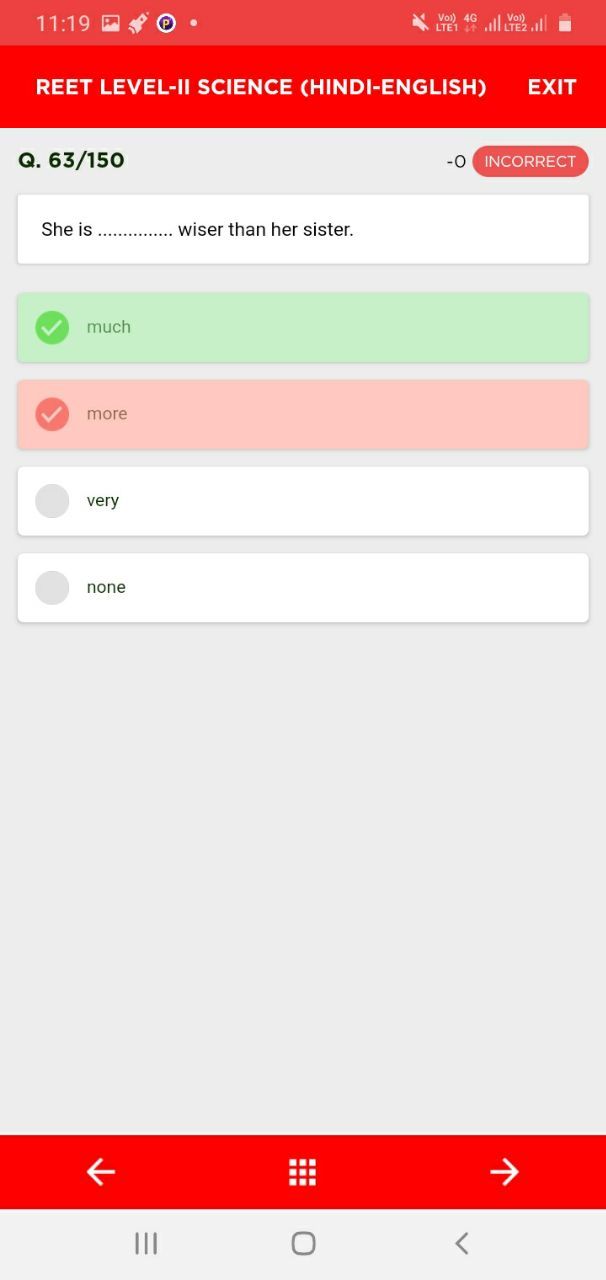 11:19 P Vo)) 4G Vo))
LTE1 LTE2
REET LEVEL-II SCIENCE (HINDI-ENGLISH) EXIT
Q. 63/150 -0 INCORRECT
She is ............... wiser than her sister.
much
more
very
none